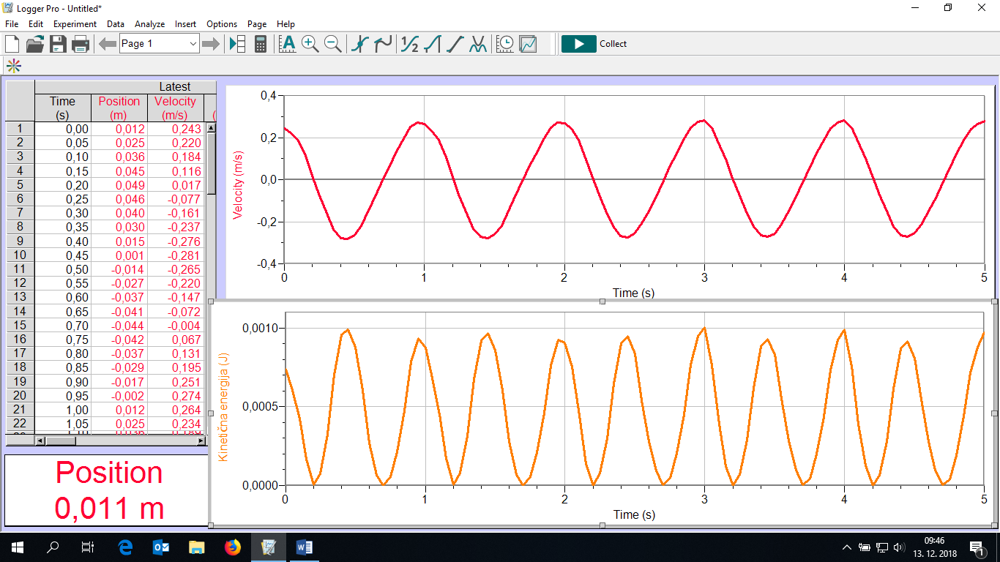 Logger Pro - Untitled*
File Edit Experiment Data Analyze Insert Options Page Help
Page 1
Collect
Latest
Time Position Velocity
(s) (m) (m/s) (
1 0,00 0,012 0,243
2 0,05 0,025 0,220
3 0,10 0,036 0,184
4 0,15 0,045 0,116
5 0,20 0,049 0,017
6 0,25 0,046 -0,077
7 0,30 0,040 -0,161
8 0,35 0,030 -0,237
9 0,40 0,015 -0,276
10 0,45 0,001 -0,281
11 0,50 -0,014 -0,265
12 0,55 -0,027 -0,220
13 0,60 -0,037 -0,147
14 0,65 -0,041 -0,072
15 0,70 -0,044 -0,004
16 0,75 -0,042 0,067
17 0,80 -0,037 0,131
18 0,85 -0,029 0,195
19 0,90 -0,017 0,251
20 0,95 -0,002 0,274
21 1,00 0,012 0,264
22 1,05 0,025 0,234
Position
0,011 m
Velocity (m/s)
0,4
0,2
0,0
-0,2
-0,4
0 1 2 3 4 5
Time (s)
Kinetična energija (J)
0,0010
0,0005
0,0000
0 1 2 3 4 5
Time (s)
09:46
13. 12. 2018
1